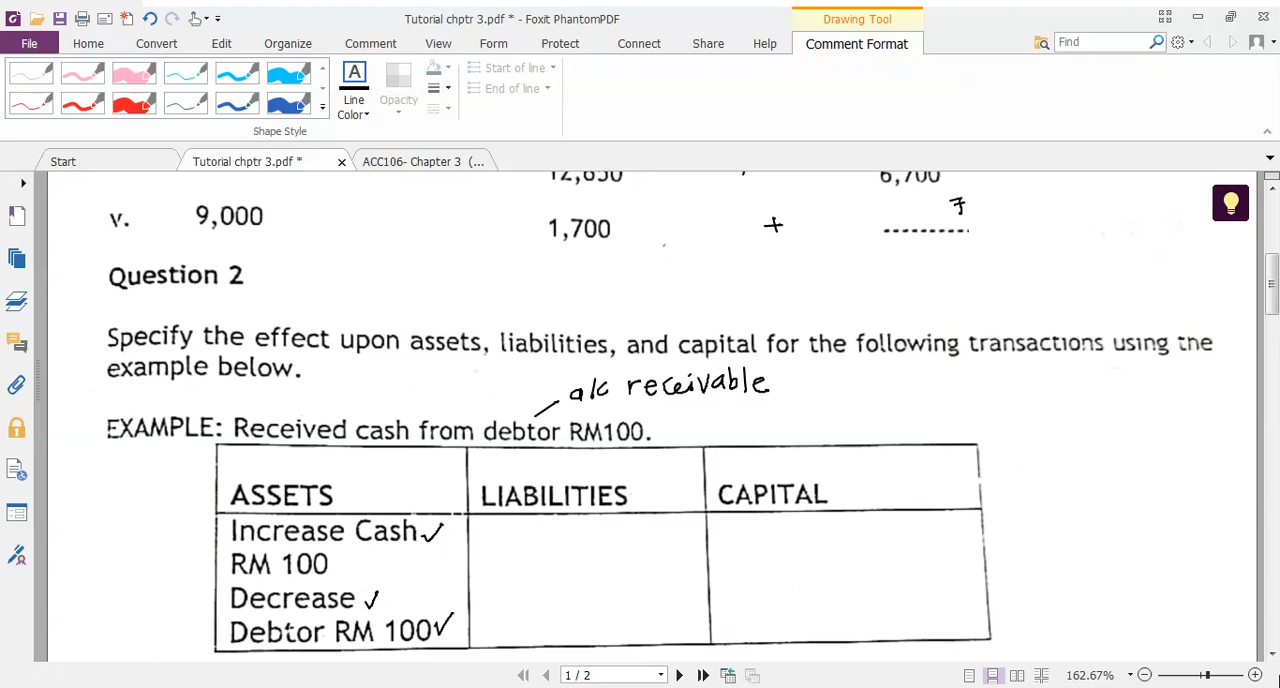 Tutorial chptr 3.pdf * - Foxit PhantomPDF
Drawing Tool
File Home Convert Edit Organize Comment View Form Protect Connect Share Help Comment Format
Find
A
Line Color
Opacity
Start of line
End of line
Shape Style
Start
Tutorial chptr 3.pdf * x
ACC106- Chapter 3 (...
12,650 6,700
v. 9,000 1,700 + 7
Question 2
Specify the effect upon assets, liabilities, and capital for the following transactions using the
example below.
a/c receivable
EXAMPLE: Received cash from debtor RM100.
ASSETS LIABILITIES CAPITAL
Increase Cash ✓
RM 100
Decrease ✓
Debtor RM 100 ✓
1 / 2
162.67%